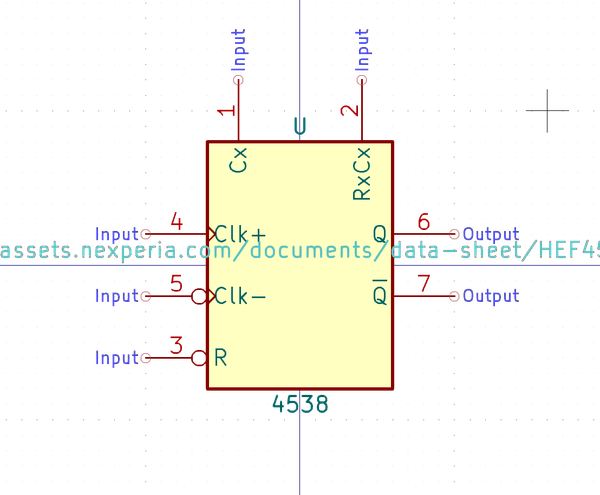 Input Input
1 2
U
Cx RxCx
Input 4 Clk+ Q 6 Output
assets.nexperia.com/documents/data-sheet/HEF45
Input 5 Clk- Q̅ 7 Output
Input 3 R
4538